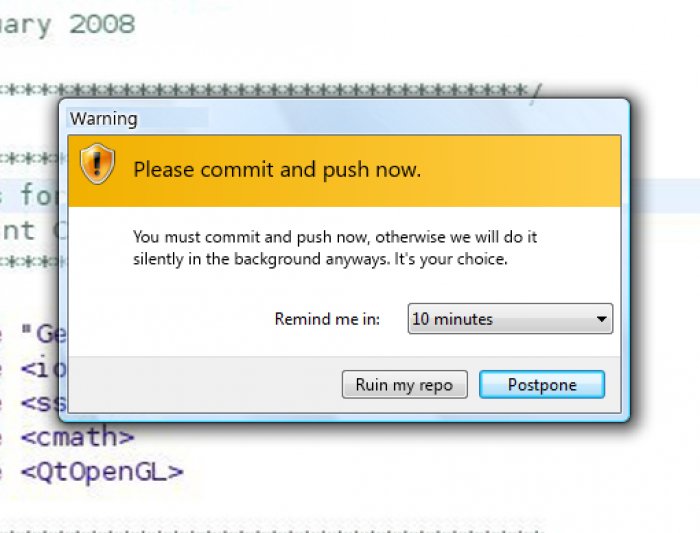 uary 2008
**********************************/
Warning
Please commit and push now.
s for
nt C
You must commit and push now, otherwise we will do it
silently in the background anyways. It's your choice.
Remind me in: 10 minutes
e "Ge
e <io
Ruin my repo Postpone
e <ss
e <cmath>
e <QtOpenGL>